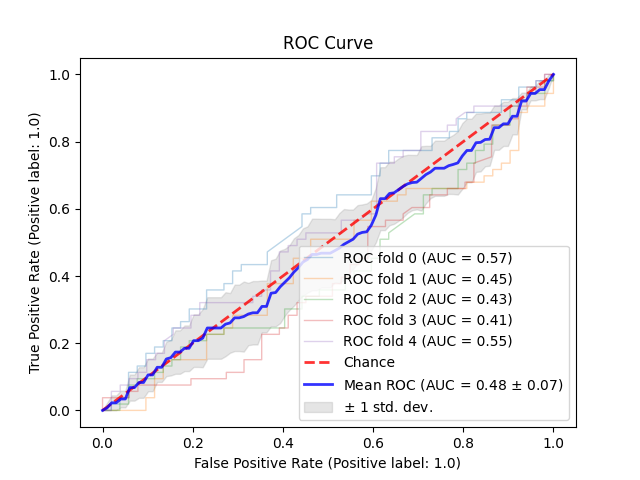 ROC Curve
True Positive Rate (Positive label: 1.0)
1.0
0.8
0.6
0.4
0.2
0.0
ROC fold 0 (AUC = 0.57)
ROC fold 1 (AUC = 0.45)
ROC fold 2 (AUC = 0.43)
ROC fold 3 (AUC = 0.41)
ROC fold 4 (AUC = 0.55)
Chance
Mean ROC (AUC = 0.48 ± 0.07)
± 1 std. dev.
0.0 0.2 0.4 0.6 0.8 1.0
False Positive Rate (Positive label: 1.0)